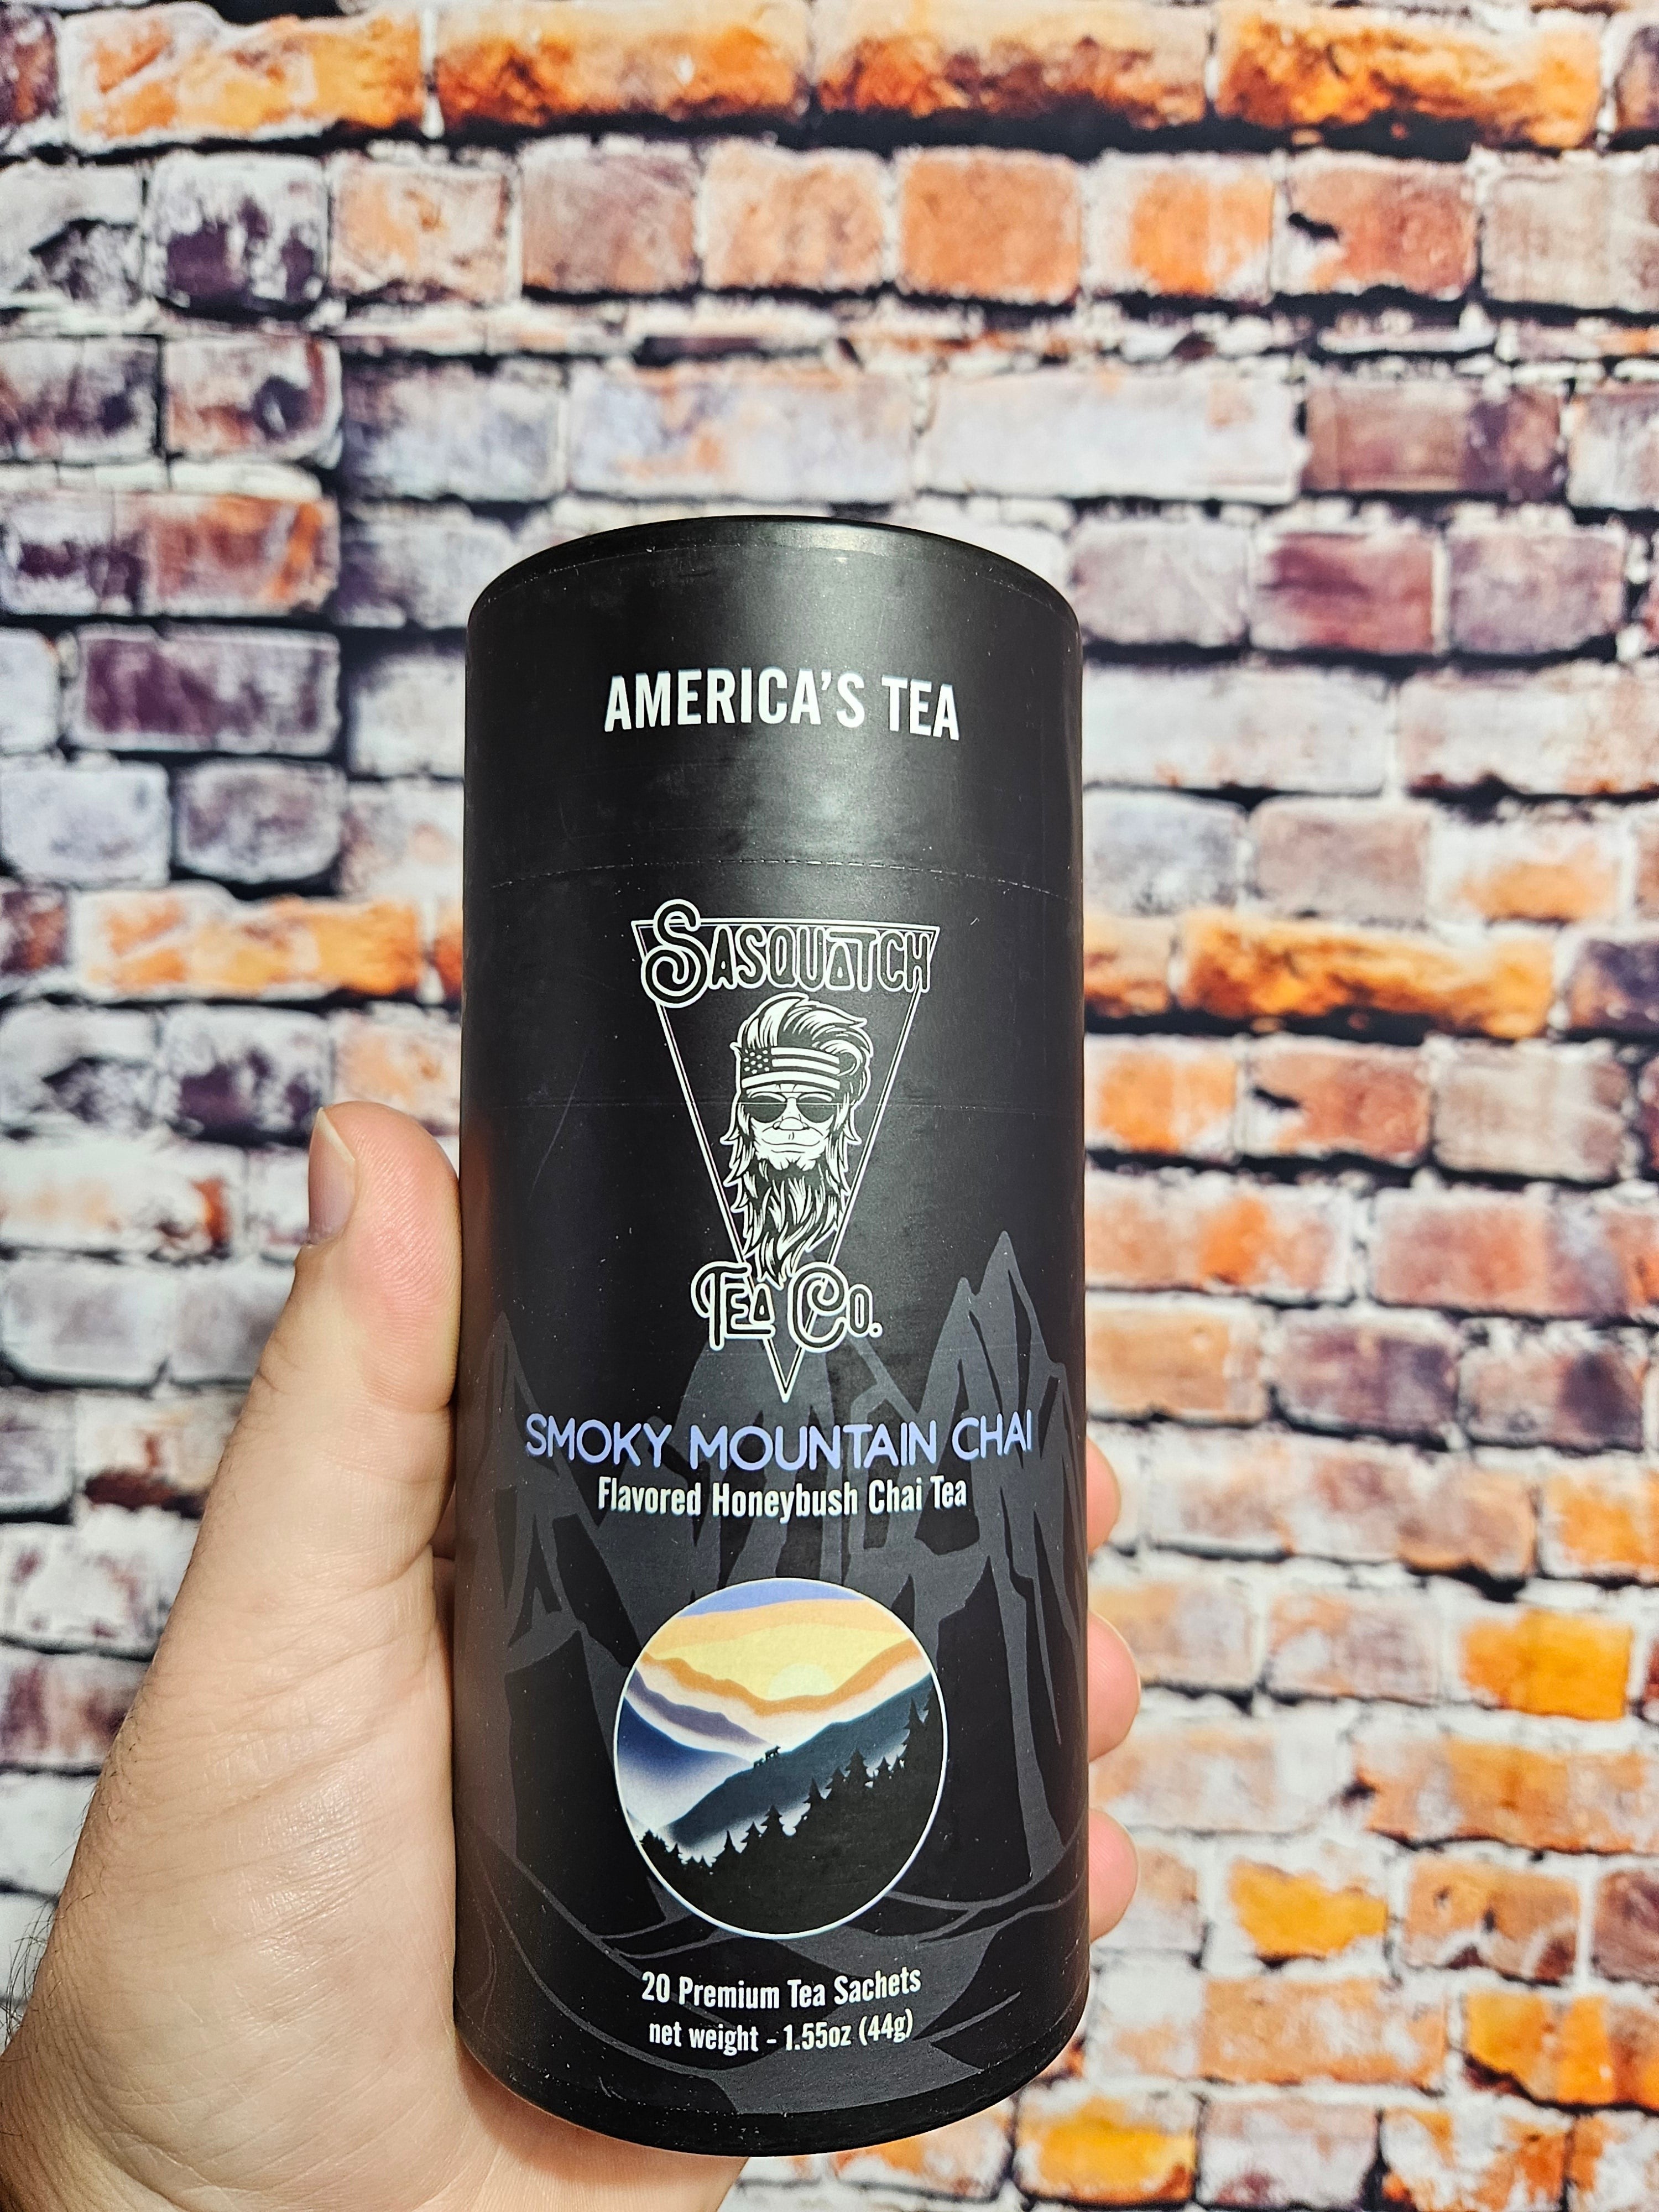 AMERICA'S TEA
SASQUATCH
TEA CO.
SMOKY MOUNTAIN CHAI
Flavored Honeybush Chai Tea
20 Premium Tea Sachets
net weight - 1.55oz (44g)